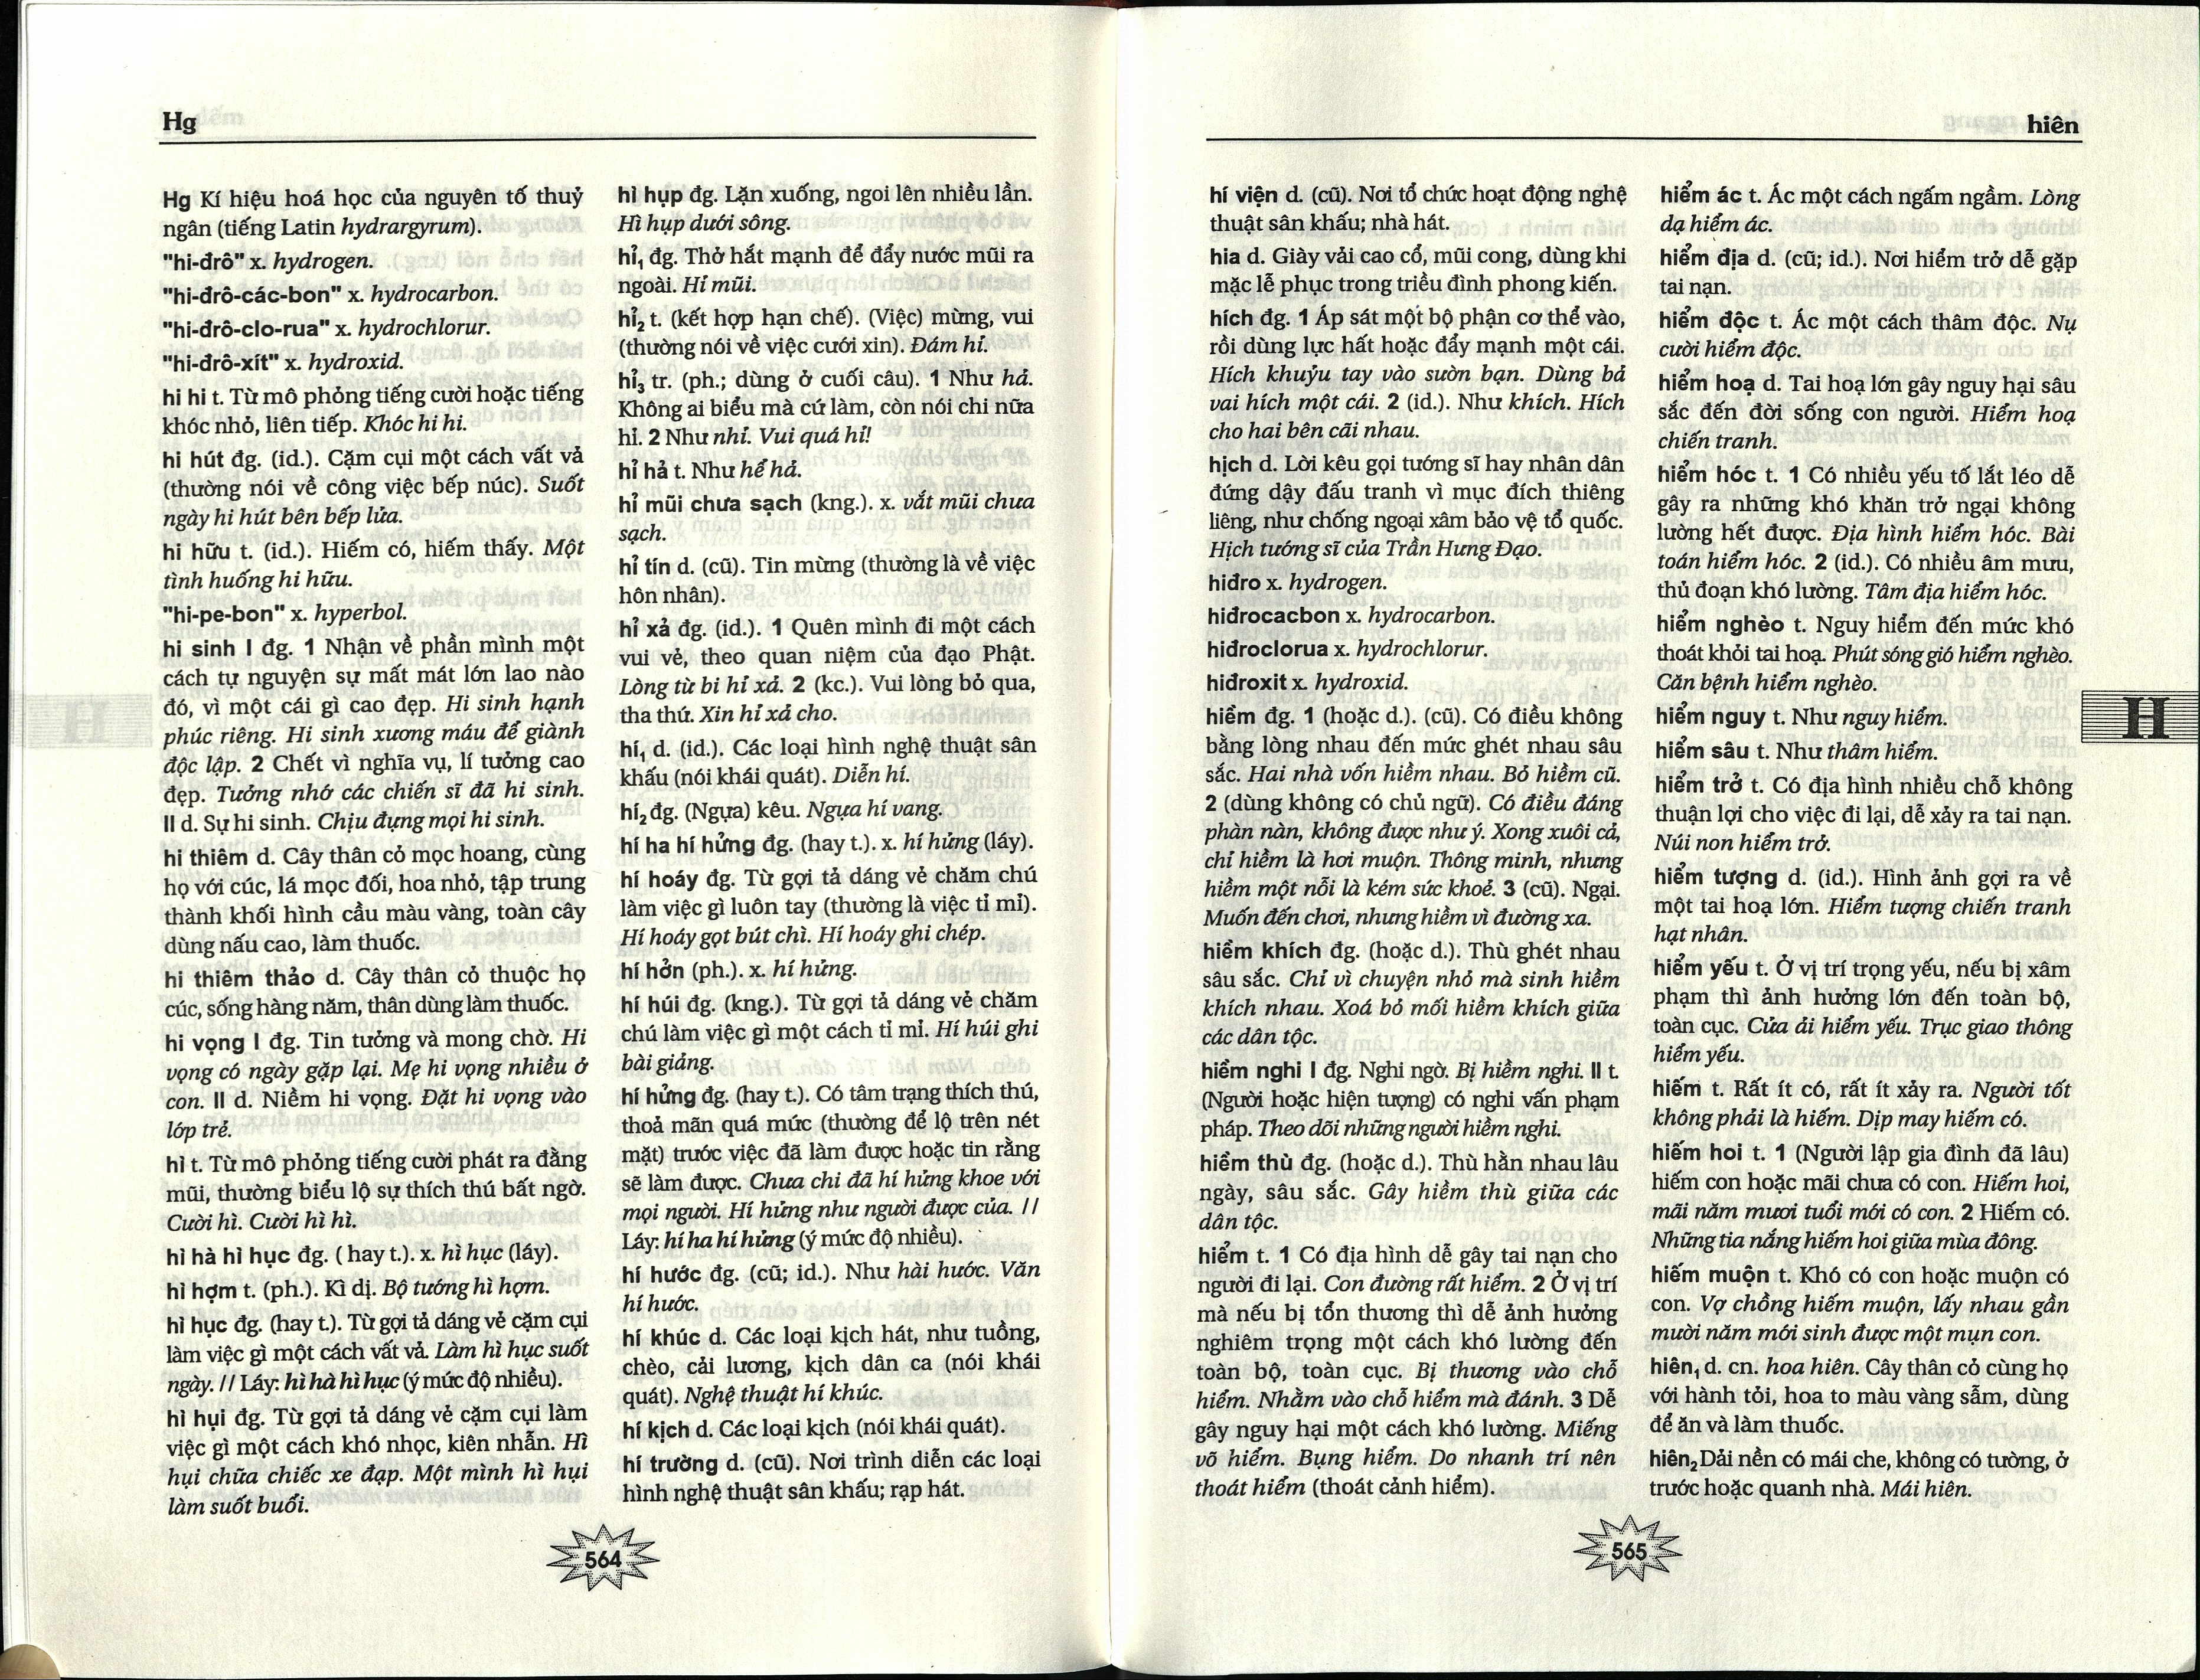 Hg
Hg Kí hiệu hoá học của nguyên tố thuỷ
ngân (tiếng Latin hydrargyrum).
"hi-đrô" x. hydrogen.
"hi-đrô-các-bon" x. hydrocarbon.
"hi-đrô-clo-rua" x. hydrochlorur.
"hi-đrô-xít" x. hydroxid.
hi hi t. Từ mô phỏng tiếng cười hoặc tiếng
khóc nhỏ, liên tiếp. Khóc hi hi.
hi hút đg. (id.). Cặm cụi một cách vất vả
(thường nói về công việc bếp núc). Suốt
ngày hi hút bên bếp lửa.
hi hữu t. (id.). Hiếm có, hiếm thấy. Một
tình huống hi hữu.
"hi-pe-bon" x. hyperbol.
hi sinh I đg. 1 Nhận về phần mình một
cách tự nguyện sự mất mát lớn lao nào
đó, vì một cái gì cao đẹp. Hi sinh hạnh
phúc riêng. Hi sinh xương máu để giành
độc lập. 2 Chết vì nghĩa vụ, lí tưởng cao
đẹp. Tưởng nhớ các chiến sĩ đã hi sinh.
II d. Sự hi sinh. Chịu đựng mọi hi sinh.
hi thiêm d. Cây thân cỏ mọc hoang, cùng
họ với cúc, lá mọc đối, hoa nhỏ, tập trung
thành khối hình cầu màu vàng, toàn cây
dùng nấu cao, làm thuốc.
hi thiêm thảo d. Cây thân cỏ thuộc họ
cúc, sống hàng năm, thân dùng làm thuốc.
hi vọng I đg. Tin tưởng và mong chờ. Hi
vọng có ngày gặp lại. Mẹ hi vọng nhiều ở
con. II d. Niềm hi vọng. Đặt hi vọng vào
lớp trẻ.
hì t. Từ mô phỏng tiếng cười phát ra đằng
mũi, thường biểu lộ sự thích thú bất ngờ.
Cười hì. Cười hì hì.
hì hà hì hục đg. ( hay t.). x. hì hục (láy).
hì hợm t. (ph.). Kì dị. Bộ tướng hì hợm.
hì hục đg. (hay t.). Từ gợi tả dáng vẻ cặm cụi
làm việc gì một cách vất vả. Làm hì hục suốt
ngày. // Láy: hì hà hì hục (ý mức độ nhiều).
hì hụi đg. Từ gợi tả dáng vẻ cặm cụi làm
việc gì một cách khó nhọc, kiên nhẫn. Hì
hụi chữa chiếc xe đạp. Một mình hì hụi
làm suốt buổi.
hì hụp đg. Lặn xuống, ngoi lên nhiều lần.
Hì hụp dưới sông.
hỉ1 đg. Thở hắt mạnh để đẩy nước mũi ra
ngoài. Hỉ mũi.
hỉ2 t. (kết hợp hạn chế). (Việc) mừng, vui
(thường nói về việc cưới xin). Đám hỉ.
hỉ3 tr. (ph.; dùng ở cuối câu). 1 Như hả.
Không ai biểu mà cứ làm, còn nói chi nữa
hỉ. 2 Như nhỉ. Vui quá hỉ!
hỉ hả t. Như hể hả.
hỉ mũi chưa sạch (kng.). x. vắt mũi chưa
sạch.
hỉ tín d. (cũ). Tin mừng (thường là về việc
hôn nhân).
hỉ xả đg. (id.). 1 Quên mình đi một cách
vui vẻ, theo quan niệm của đạo Phật.
Lòng từ bi hỉ xả. 2 (kc.). Vui lòng bỏ qua,
tha thứ. Xin hỉ xả cho.
hí1 d. (id.). Các loại hình nghệ thuật sân
khấu (nói khái quát). Diễn hí.
hí2 đg. (Ngựa) kêu. Ngựa hí vang.
hí ha hí hửng đg. (hay t.). x. hí hửng (láy).
hí hoáy đg. Từ gợi tả dáng vẻ chăm chú
làm việc gì luôn tay (thường là việc tỉ mỉ).
Hí hoáy gọt bút chì. Hí hoáy ghi chép.
hí hởn (ph.). x. hí hửng.
hí húi đg. (kng.). Từ gợi tả dáng vẻ chăm
chú làm việc gì một cách tỉ mỉ. Hí húi ghi
bài giảng.
hí hửng đg. (hay t.). Có tâm trạng thích thú,
thoả mãn quá mức (thường để lộ trên nét
mặt) trước việc đã làm được hoặc tin rằng
sẽ làm được. Chưa chi đã hí hửng khoe với
mọi người. Hí hửng như người được của. //
Láy: hí ha hí hửng (ý mức độ nhiều).
hí hước đg. (cũ; id.). Như hài hước. Văn
hí hước.
hí khúc d. Các loại kịch hát, như tuồng,
chèo, cải lương, kịch dân ca (nói khái
quát). Nghệ thuật hí khúc.
hí kịch d. Các loại kịch (nói khái quát).
hí trường d. (cũ). Nơi trình diễn các loại
hình nghệ thuật sân khấu; rạp hát.
564
hiên
hí viện d. (cũ). Nơi tổ chức hoạt động nghệ
thuật sân khấu; nhà hát.
hia d. Giày vải cao cổ, mũi cong, dùng khi
mặc lễ phục trong triều đình phong kiến.
hích đg. 1 Áp sát một bộ phận cơ thể vào,
rồi dùng lực hất hoặc đẩy mạnh một cái.
Hích khuỷu tay vào sườn bạn. Dùng bả
vai hích một cái. 2 (id.). Như khích. Hích
cho hai bên cãi nhau.
hịch d. Lời kêu gọi tướng sĩ hay nhân dân
đứng dậy đấu tranh vì mục đích thiêng
liêng, như chống ngoại xâm bảo vệ tổ quốc.
Hịch tướng sĩ của Trần Hưng Đạo.
hiđro x. hydrogen.
hiđrocacbon x. hydrocarbon.
hiđroclorua x. hydrochlorur.
hiđroxit x. hydroxid.
hiềm đg. 1 (hoặc d.). (cũ). Có điều không
bằng lòng nhau đến mức ghét nhau sâu
sắc. Hai nhà vốn hiềm nhau. Bỏ hiềm cũ.
2 (dùng không có chủ ngữ). Có điều đáng
phàn nàn, không được như ý. Xong xuôi cả,
chỉ hiềm là hơi muộn. Thông minh, nhưng
hiềm một nỗi là kém sức khoẻ. 3 (cũ). Ngại.
Muốn đến chơi, nhưng hiềm vì đường xa.
hiềm khích đg. (hoặc d.). Thù ghét nhau
sâu sắc. Chỉ vì chuyện nhỏ mà sinh hiềm
khích nhau. Xoá bỏ mối hiềm khích giữa
các dân tộc.
hiềm nghi I đg. Nghi ngờ. Bị hiềm nghi. II t.
(Người hoặc hiện tượng) có nghi vấn phạm
pháp. Theo dõi những người hiềm nghi.
hiềm thù đg. (hoặc d.). Thù hằn nhau lâu
ngày, sâu sắc. Gây hiềm thù giữa các
dân tộc.
hiểm t. 1 Có địa hình dễ gây tai nạn cho
người đi lại. Con đường rất hiểm. 2 Ở vị trí
mà nếu bị tổn thương thì dễ ảnh hưởng
nghiêm trọng một cách khó lường đến
toàn bộ, toàn cục. Bị thương vào chỗ
hiểm. Nhằm vào chỗ hiểm mà đánh. 3 Dễ
gây nguy hại một cách khó lường. Miếng
võ hiểm. Bụng hiểm. Do nhanh trí nên
thoát hiểm (thoát cảnh hiểm).
hiểm ác t. Ác một cách ngấm ngầm. Lòng
dạ hiểm ác.
hiểm địa d. (cũ; id.). Nơi hiểm trở dễ gặp
tai nạn.
hiểm độc t. Ác một cách thâm độc. Nụ
cười hiểm độc.
hiểm hoạ d. Tai hoạ lớn gây nguy hại sâu
sắc đến đời sống con người. Hiểm hoạ
chiến tranh.
hiểm hóc t. 1 Có nhiều yếu tố lắt léo dễ
gây ra những khó khăn trở ngại không
lường hết được. Địa hình hiểm hóc. Bài
toán hiểm hóc. 2 (id.). Có nhiều âm mưu,
thủ đoạn khó lường. Tâm địa hiểm hóc.
hiểm nghèo t. Nguy hiểm đến mức khó
thoát khỏi tai hoạ. Phút sóng gió hiểm nghèo.
Căn bệnh hiểm nghèo.
hiểm nguy t. Như nguy hiểm.
hiểm sâu t. Như thâm hiểm.
hiểm trở t. Có địa hình nhiều chỗ không
thuận lợi cho việc đi lại, dễ xảy ra tai nạn.
Núi non hiểm trở.
hiểm tượng d. (id.). Hình ảnh gợi ra về
một tai hoạ lớn. Hiểm tượng chiến tranh
hạt nhân.
hiểm yếu t. Ở vị trí trọng yếu, nếu bị xâm
phạm thì ảnh hưởng lớn đến toàn bộ,
toàn cục. Cửa ải hiểm yếu. Trục giao thông
hiểm yếu.
hiếm t. Rất ít có, rất ít xảy ra. Người tốt
không phải là hiếm. Dịp may hiếm có.
hiếm hoi t. 1 (Người lập gia đình đã lâu)
hiếm con hoặc mãi chưa có con. Hiếm hoi,
mãi năm mươi tuổi mới có con. 2 Hiếm có.
Những tia nắng hiếm hoi giữa mùa đông.
hiếm muộn t. Khó có con hoặc muộn có
con. Vợ chồng hiếm muộn, lấy nhau gần
mười năm mới sinh được một mụn con.
hiên1 d. cn. hoa hiên. Cây thân cỏ cùng họ
với hành tỏi, hoa to màu vàng sẫm, dùng
để ăn và làm thuốc.
hiên2 Dải nền có mái che, không có tường, ở
trước hoặc quanh nhà. Mái hiên.
H
565